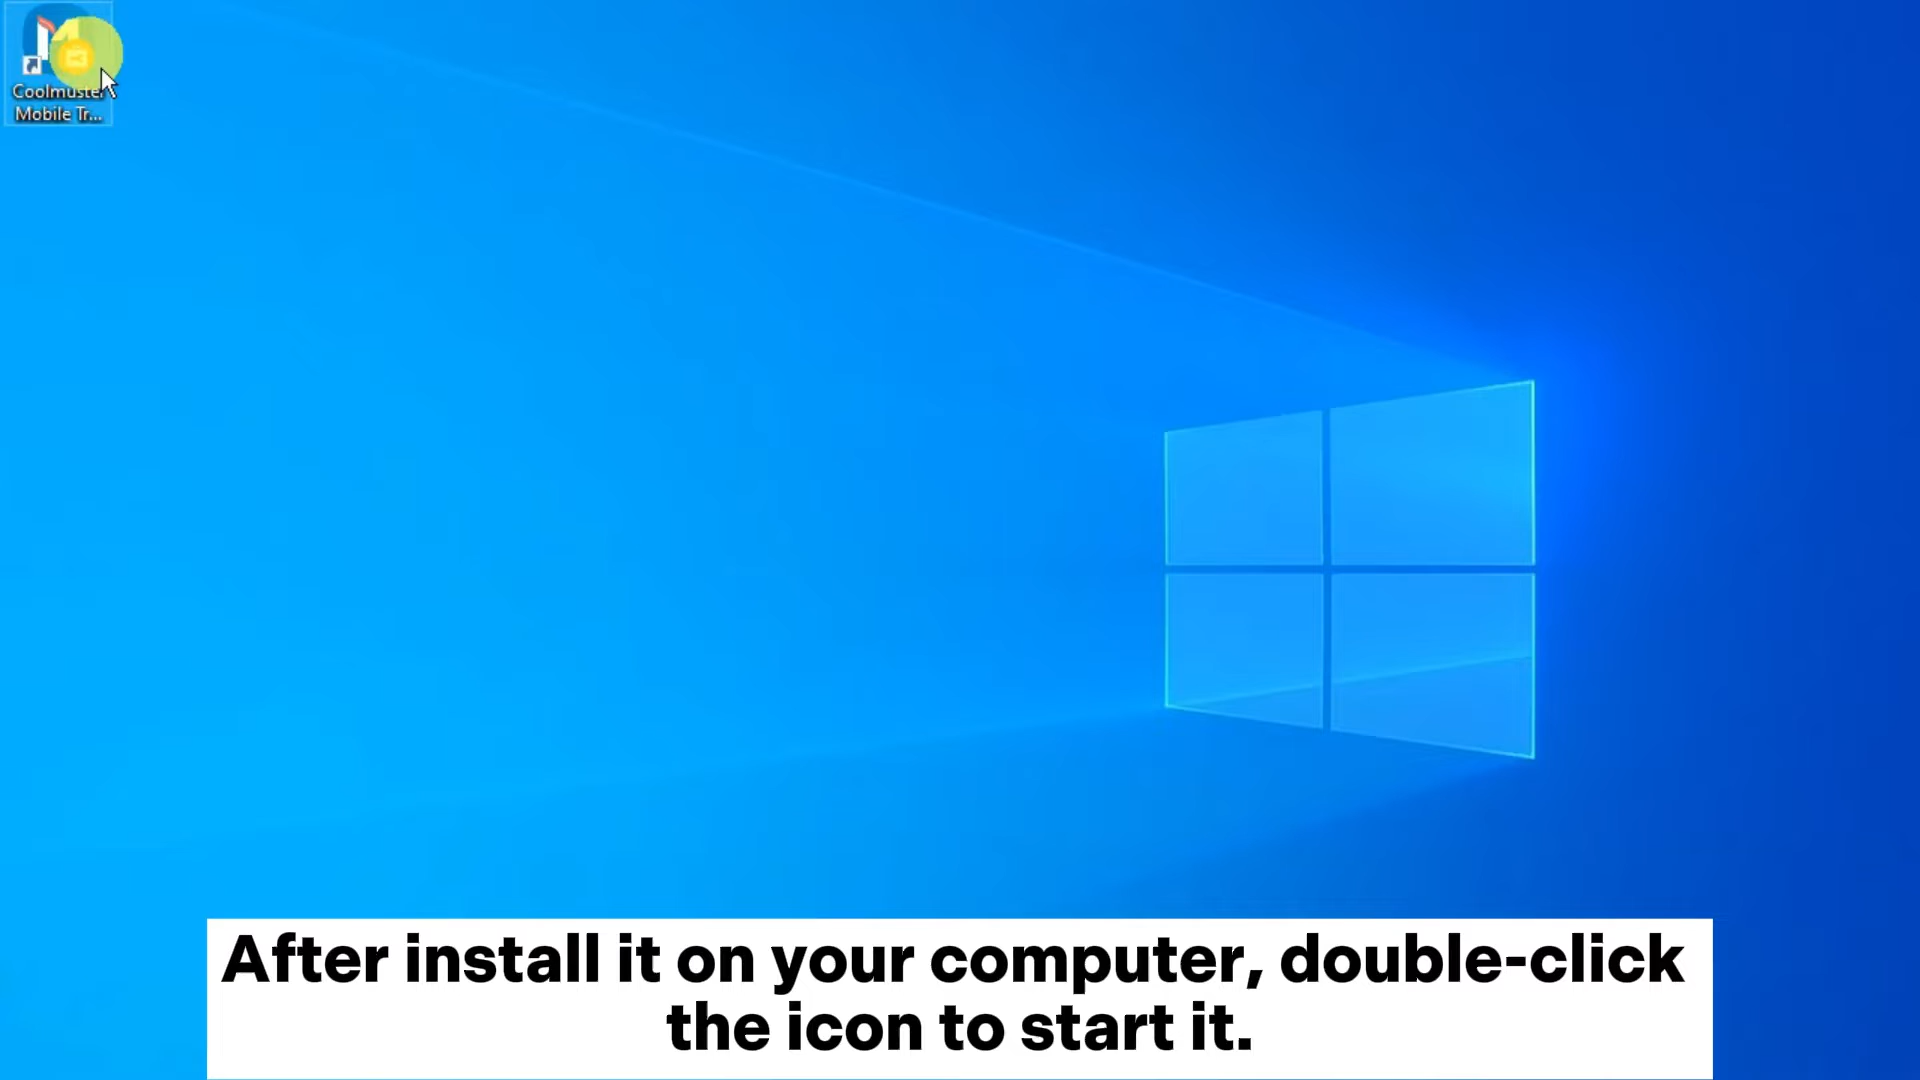 Coolmuster
Mobile Tr...
After install it on your computer, double-click
the icon to start it.